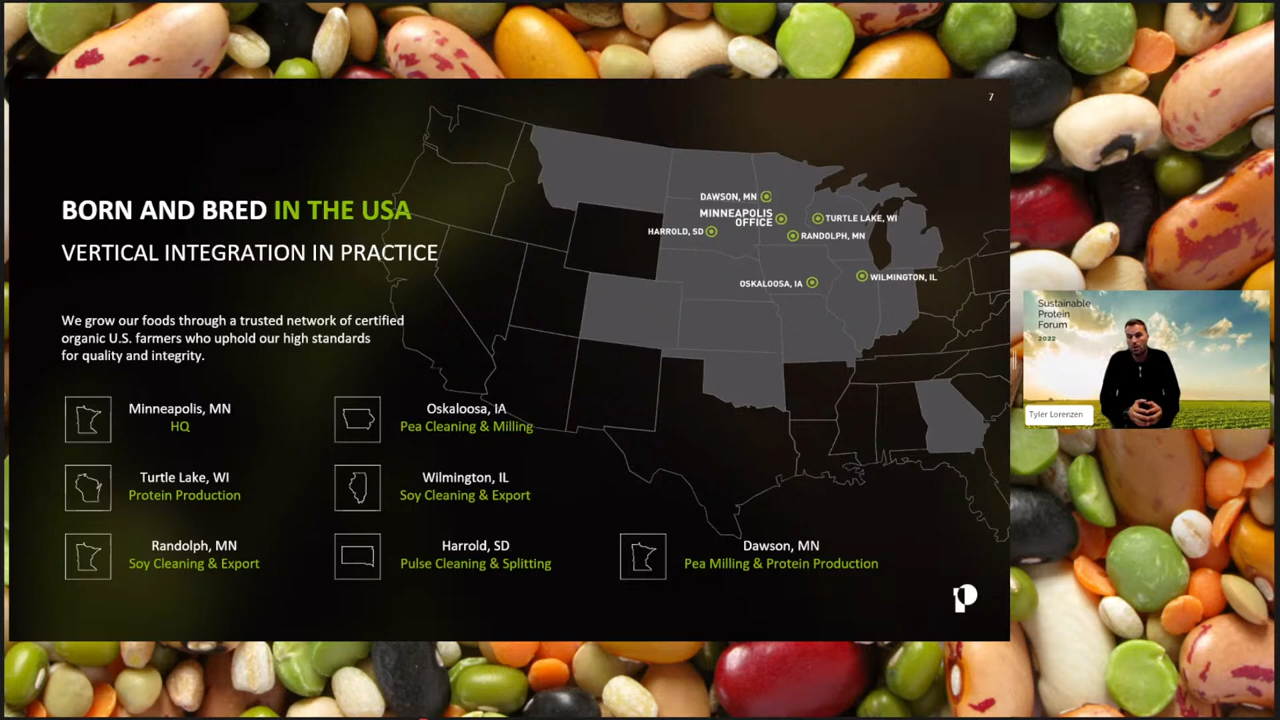 7
BORN AND BRED IN THE USA
VERTICAL INTEGRATION IN PRACTICE
We grow our foods through a trusted network of certified
organic U.S. farmers who uphold our high standards
for quality and integrity.
Minneapolis, MN
HQ
Oskaloosa, IA
Pea Cleaning & Milling
Turtle Lake, WI
Protein Production
Wilmington, IL
Soy Cleaning & Export
Randolph, MN
Soy Cleaning & Export
Harrold, SD
Pulse Cleaning & Splitting
Dawson, MN
Pea Milling & Protein Production
DAWSON, MN
MINNEAPOLIS
OFFICE
TURTLE LAKE, WI
HARROLD, SD
RANDOLPH, MN
OSKALOOSA, IA
WILMINGTON, IL
Sustainable
Protein
Forum
2022
Tyler Lorenzen